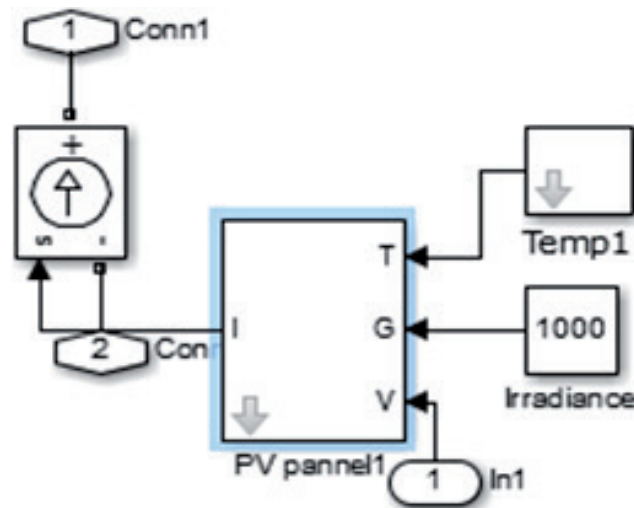 1 Conn1
+
s -
T
Temp1
I G 1000
2 Conn
V Irradiance
PV pannel1
1 In1